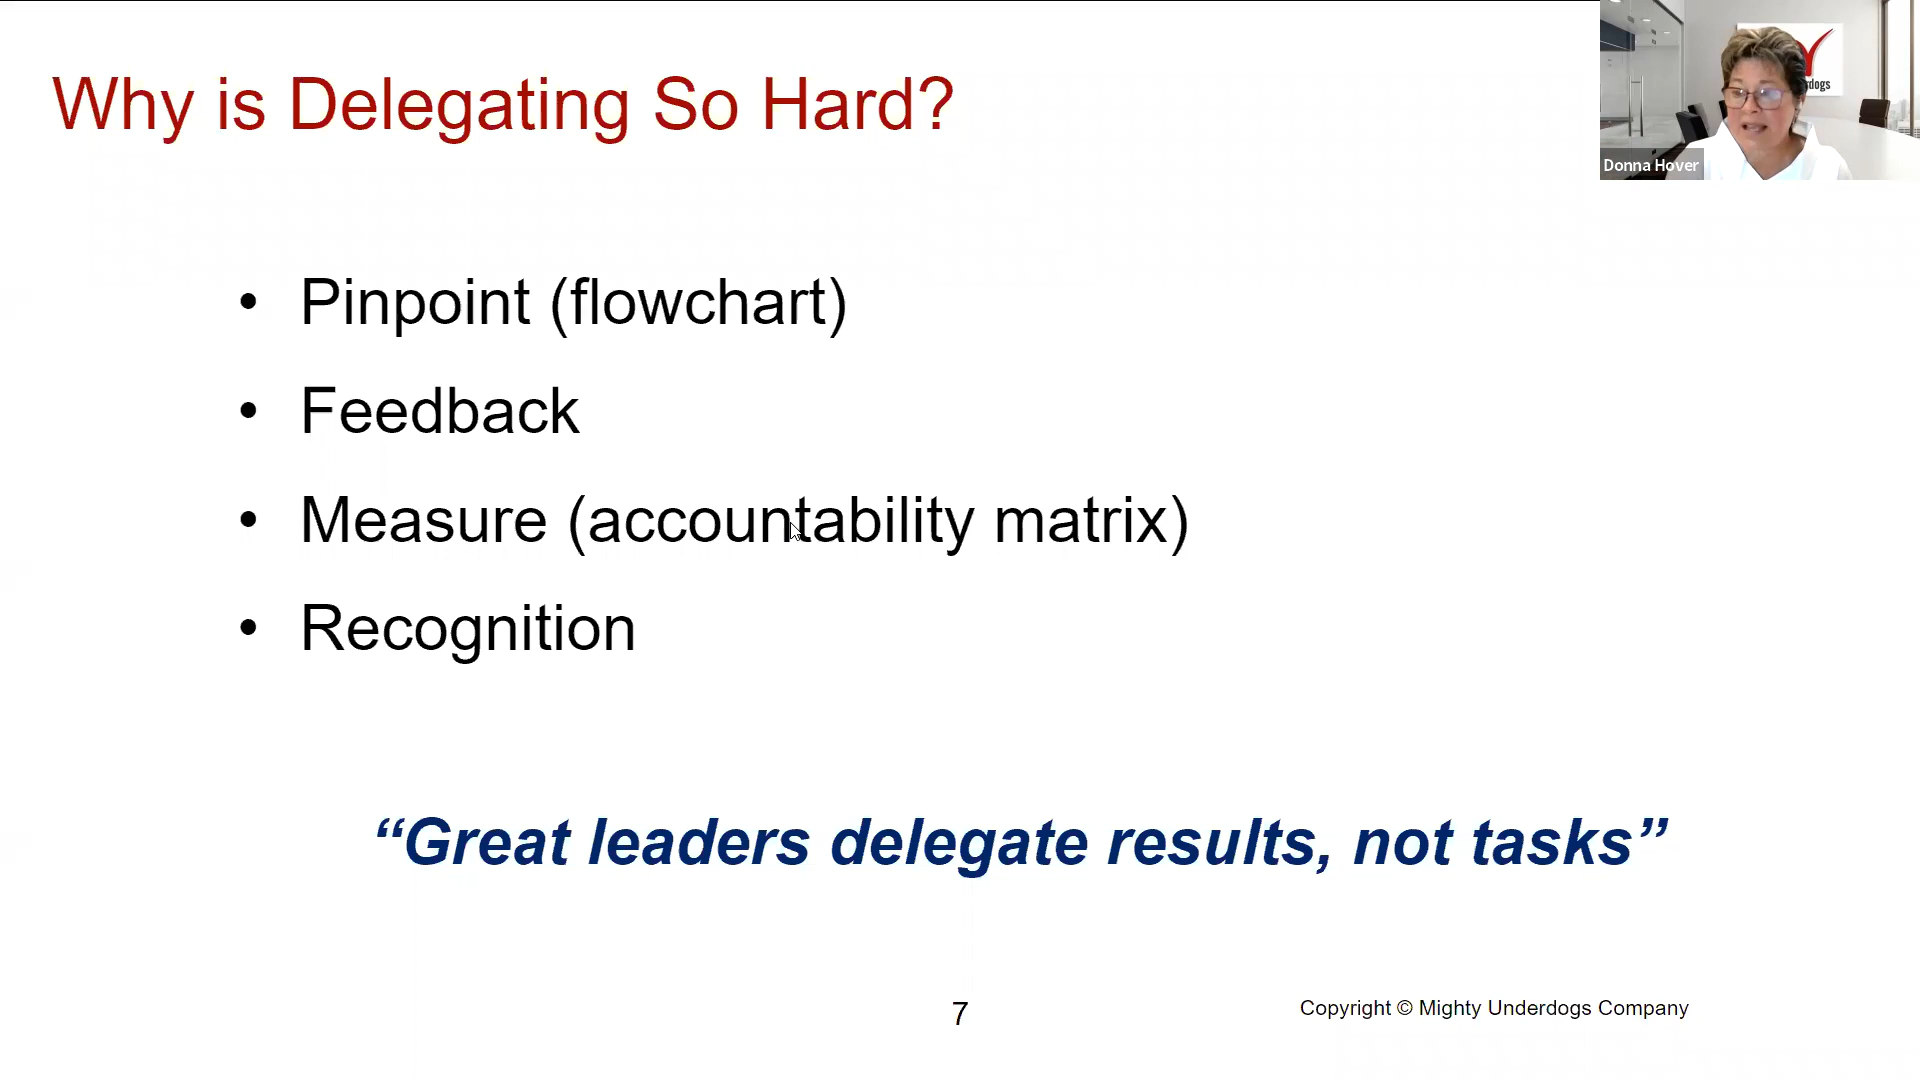 Why is Delegating So Hard?
rdogs
Donna Hover
• Pinpoint (flowchart)
• Feedback
• Measure (accountability matrix)
• Recognition
“Great leaders delegate results, not tasks”
7
Copyright © Mighty Underdogs Company